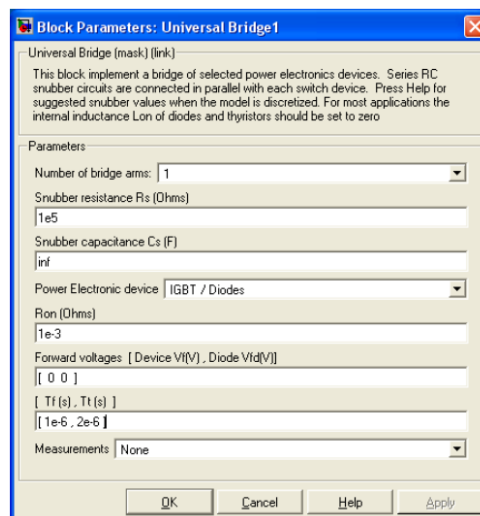 Block Parameters: Universal Bridge1
Universal Bridge (mask) (link)
This block implement a bridge of selected power electronics devices. Series RC
snubber circuits are connected in parallel with each switch device. Press Help for
suggested snubber values when the model is discretized. For most applications the
internal inductance Lon of diodes and thyristors should be set to zero
Parameters
Number of bridge arms: 1
Snubber resistance Rs (Ohms)
1e5
Snubber capacitance Cs (F)
inf
Power Electronic device IGBT / Diodes
Ron (Ohms)
1e-3
Forward voltages [ Device Vf(V) , Diode Vfd(V)]
[ 0 0 ]
[ Tf (s) , Tt (s) ]
[ 1e-6 , 2e-6 ]
Measurements None
OK Cancel Help Apply